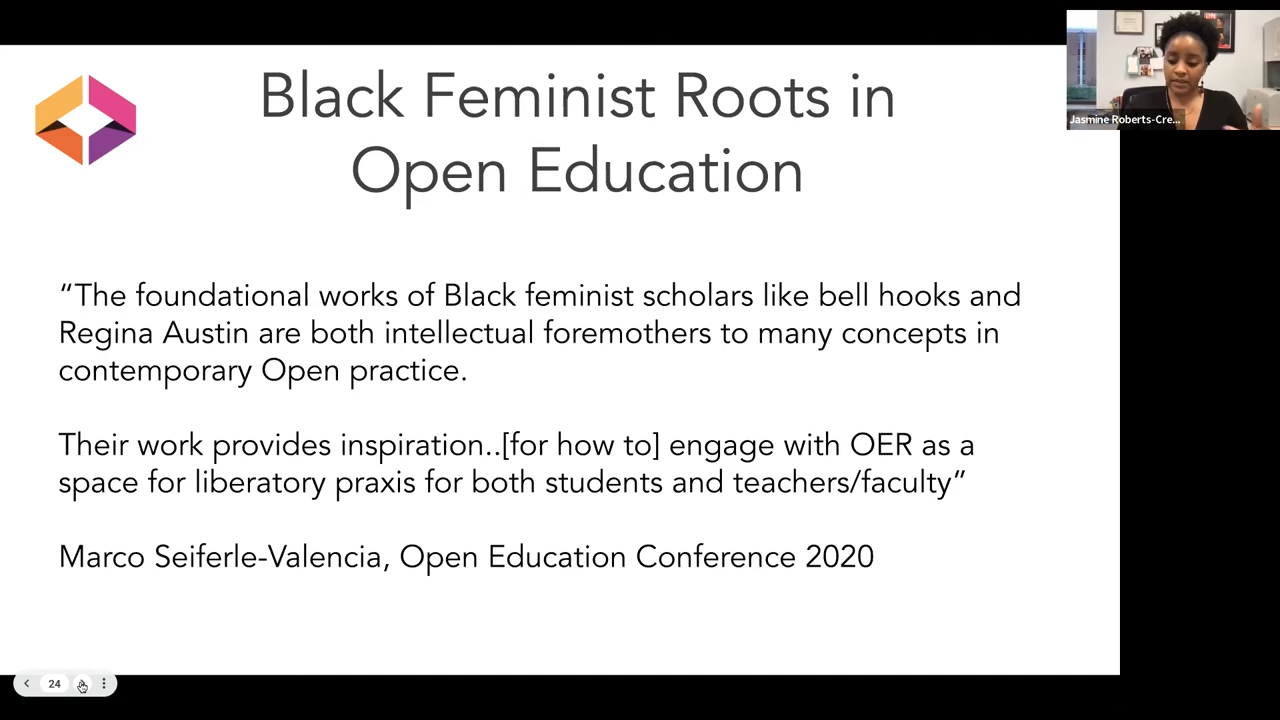 Black Feminist Roots in
Open Education
“The foundational works of Black feminist scholars like bell hooks and
Regina Austin are both intellectual foremothers to many concepts in
contemporary Open practice.
Their work provides inspiration..[for how to] engage with OER as a
space for liberatory praxis for both students and teachers/faculty”
Marco Seiferle-Valencia, Open Education Conference 2020
Jasmine Roberts-Cre...
24